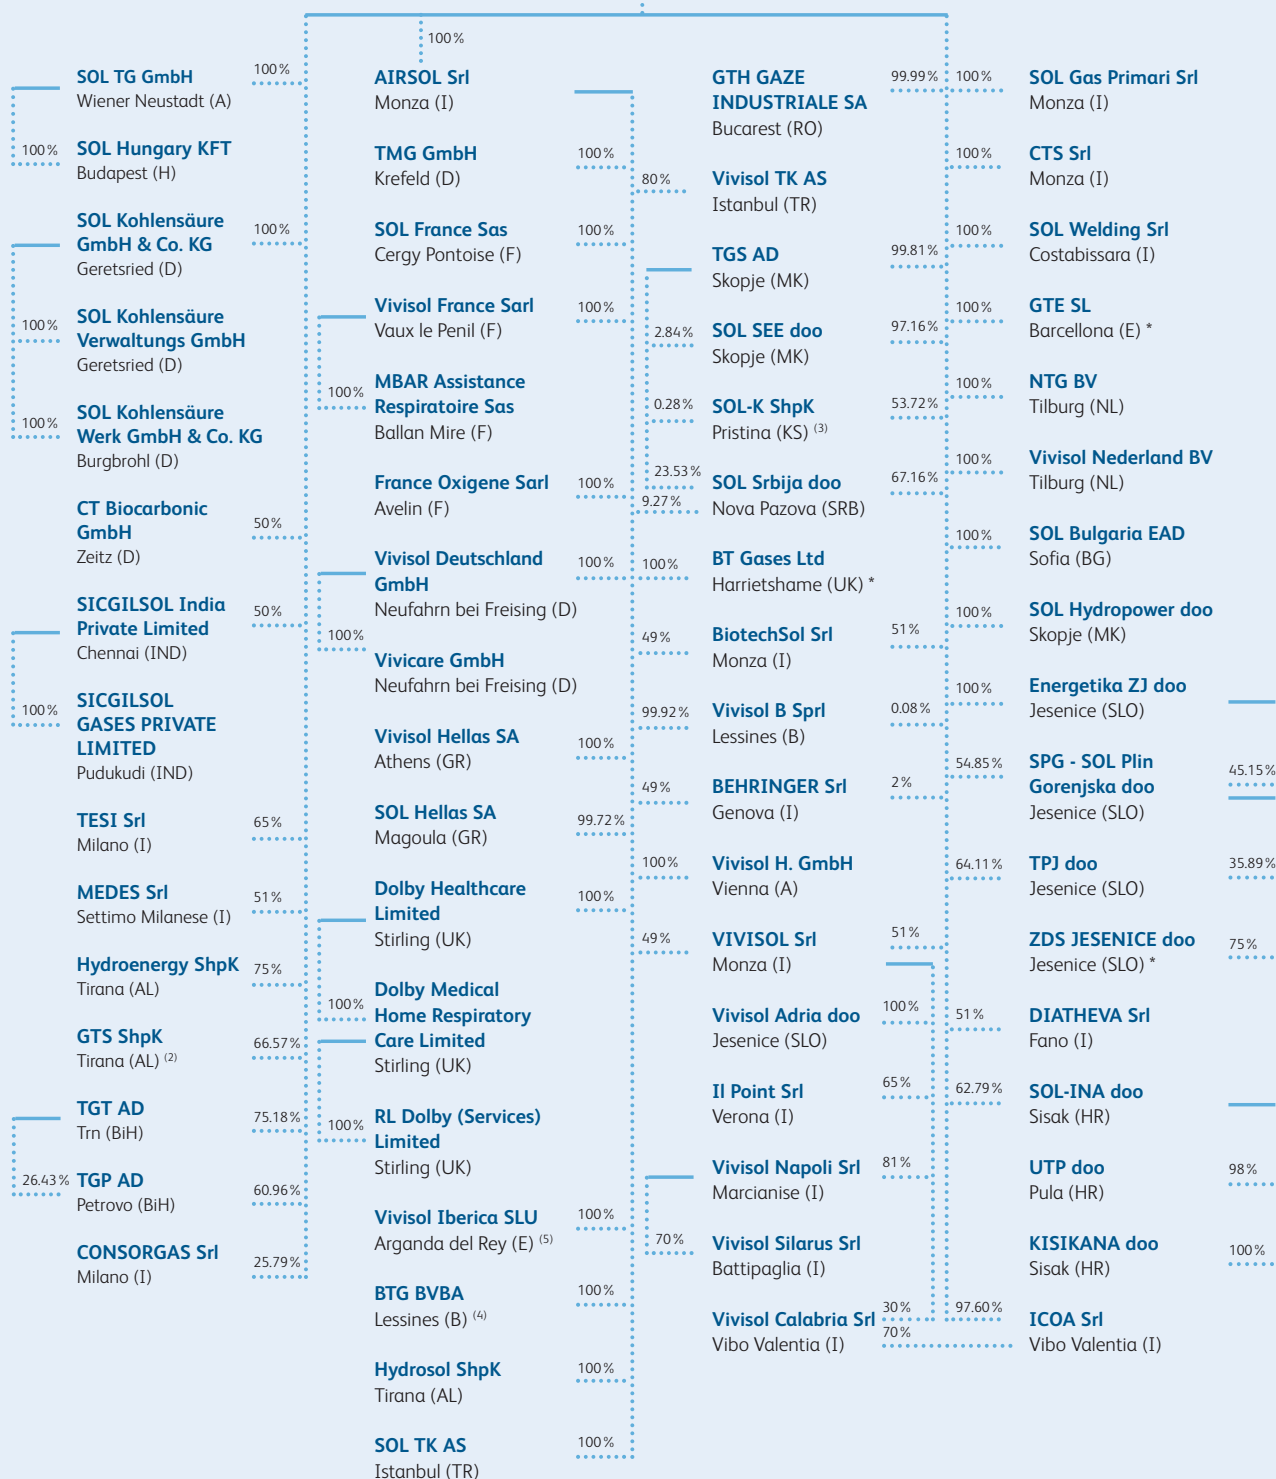 100%
SOL TG GmbH
100%
Wiener Neustadt (A)
100%
SOL Hungary KFT
Budapest (H)
SOL Kohlensäure
GmbH & Co. KG
100%
Geretsried (D)
100%
SOL Kohlensäure
Verwaltungs GmbH
Geretsried (D)
100%
SOL Kohlensäure
Werk GmbH & Co. KG
Burgbrohl (D)
CT Biocarbonic
GmbH
50%
Zeitz (D)
SICGILSOL India
Private Limited
50%
Chennai (IND)
100%
SICGILSOL
GASES PRIVATE
LIMITED
Pudukudi (IND)
TESI Srl
65%
Milano (I)
MEDES Srl
51%
Settimo Milanese (I)
Hydroenergy ShpK
75%
Tirana (AL)
GTS ShpK
66.57%
Tirana (AL) (2)
TGT AD
75.18%
Trn (BiH)
26.43%
TGP AD
60.96%
Petrovo (BiH)
CONSORGAS Srl
25.79%
Milano (I)
AIRSOL Srl
Monza (I)
TMG GmbH
100%
Krefeld (D)
SOL France Sas
100%
Cergy Pontoise (F)
Vivisol France Sarl
100%
Vaux le Penil (F)
100%
MBAR Assistance
Respiratoire Sas
Ballan Mire (F)
France Oxigene Sarl
100%
Avelin (F)
Vivisol Deutschland
GmbH
100%
Neufahrn bei Freising (D)
100%
Vivicare GmbH
Neufahrn bei Freising (D)
Vivisol Hellas SA
100%
Athens (GR)
SOL Hellas SA
99.72%
Magoula (GR)
Dolby Healthcare
Limited
100%
Stirling (UK)
100%
Dolby Medical
Home Respiratory
Care Limited
Stirling (UK)
100%
RL Dolby (Services)
Limited
Stirling (UK)
Vivisol Iberica SLU
100%
Arganda del Rey (E) (5)
BTG BVBA
100%
Lessines (B) (4)
Hydrosol ShpK
100%
Tirana (AL)
SOL TK AS
100%
Istanbul (TR)
GTH GAZE
INDUSTRIALE SA
99.99%
Bucarest (RO)
80%
Vivisol TK AS
Istanbul (TR)
TGS AD
99.81%
Skopje (MK)
2.84%
SOL SEE doo
97.16%
Skopje (MK)
0.28%
SOL-K ShpK
53.72%
Pristina (KS) (3)
23.53%
9.27%
SOL Srbija doo
67.16%
Nova Pazova (SRB)
100%
BT Gases Ltd
Harrietshame (UK) *
49%
BiotechSol Srl
51%
Monza (I)
99.92%
Vivisol B Sprl
0.08%
Lessines (B)
49%
BEHRINGER Srl
2%
Genova (I)
100%
Vivisol H. GmbH
Vienna (A)
49%
VIVISOL Srl
51%
Monza (I)
Vivisol Adria doo
100%
Jesenice (SLO)
Il Point Srl
65%
Verona (I)
Vivisol Napoli Srl
81%
Marcianise (I)
70%
Vivisol Silarus Srl
Battipaglia (I)
Vivisol Calabria Srl
30%
70%
Vibo Valentia (I)
100%
SOL Gas Primari Srl
Monza (I)
100%
CTS Srl
Monza (I)
100%
SOL Welding Srl
Costabissara (I)
100%
GTE SL
Barcellona (E) *
100%
NTG BV
Tilburg (NL)
100%
Vivisol Nederland BV
Tilburg (NL)
100%
SOL Bulgaria EAD
Sofia (BG)
100%
SOL Hydropower doo
Skopje (MK)
100%
Energetika ZJ doo
Jesenice (SLO)
54.85%
SPG - SOL Plin
Gorenjska doo
45.15%
Jesenice (SLO)
64.11%
TPJ doo
35.89%
Jesenice (SLO)
ZDS JESENICE doo
75%
Jesenice (SLO) *
51%
DIATHEVA Srl
Fano (I)
62.79%
SOL-INA doo
Sisak (HR)
UTP doo
98%
Pula (HR)
KISIKANA doo
100%
Sisak (HR)
97.60%
ICOA Srl
Vibo Valentia (I)